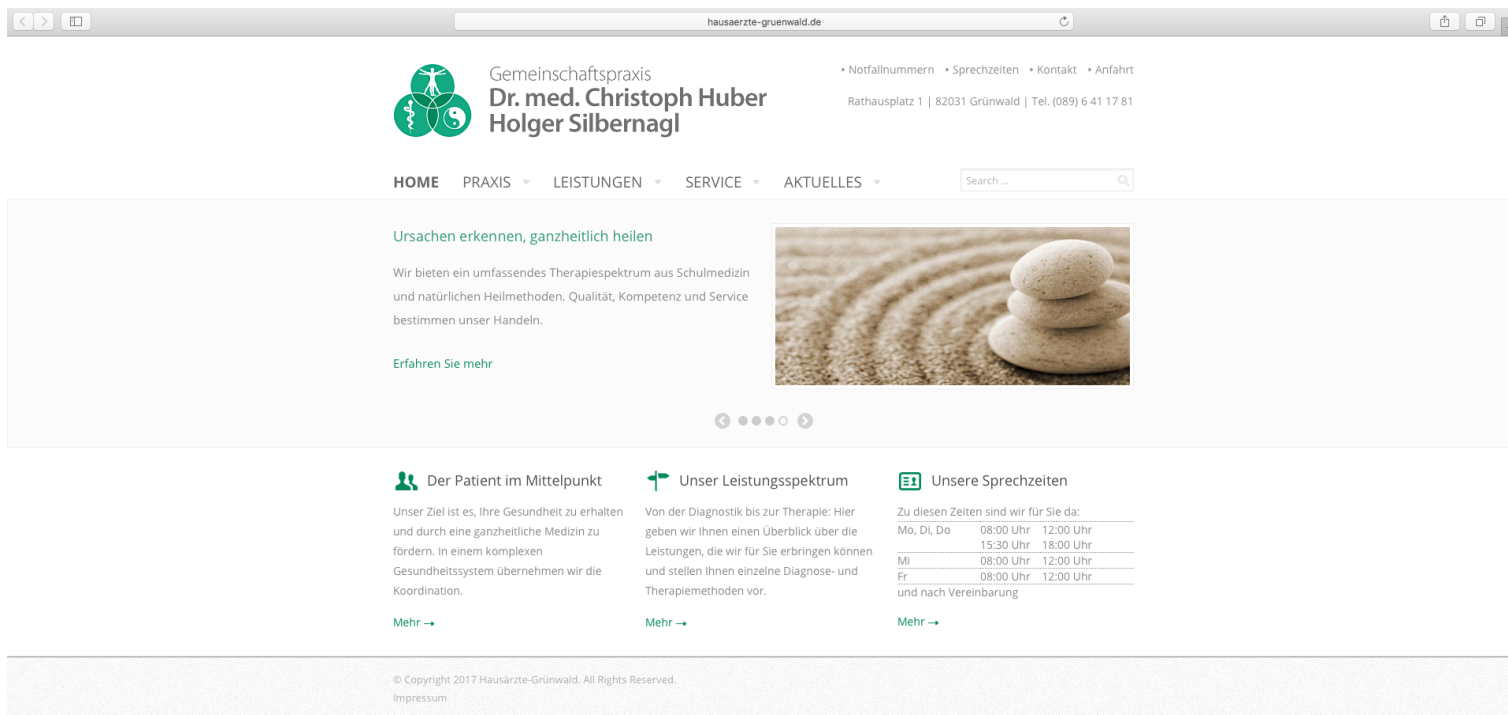 hausaerzte-gruenwald.de
Gemeinschaftspraxis
Dr. med. Christoph Huber
Holger Silbernagl
Notfallnummern Sprechzeiten Kontakt Anfahrt
Rathausplatz 1 | 82031 Grünwald | Tel. (089) 6 41 17 81
HOME PRAXIS LEISTUNGEN SERVICE AKTUELLES Search ...
Ursachen erkennen, ganzheitlich heilen
Wir bieten ein umfassendes Therapiespektrum aus Schulmedizin
und natürlichen Heilmethoden. Qualität, Kompetenz und Service
bestimmen unser Handeln.
Erfahren Sie mehr
Der Patient im Mittelpunkt
Unser Ziel ist es, Ihre Gesundheit zu erhalten
und durch eine ganzheitliche Medizin zu
fördern. In einem komplexen
Gesundheitssystem übernehmen wir die
Koordination.
Mehr →
Unser Leistungsspektrum
Von der Diagnostik bis zur Therapie: Hier
geben wir Ihnen einen Überblick über die
Leistungen, die wir für Sie erbringen können
und stellen Ihnen einzelne Diagnose- und
Therapiemethoden vor.
Mehr →
Unsere Sprechzeiten
Zu diesen Zeiten sind wir für Sie da:
Mo, Di, Do 08:00 Uhr 12:00 Uhr
15:30 Uhr 18:00 Uhr
Mi 08:00 Uhr 12:00 Uhr
Fr 08:00 Uhr 12:00 Uhr
und nach Vereinbarung
Mehr →
© Copyright 2017 Hausärzte-Grünwald. All Rights Reserved.
Impressum